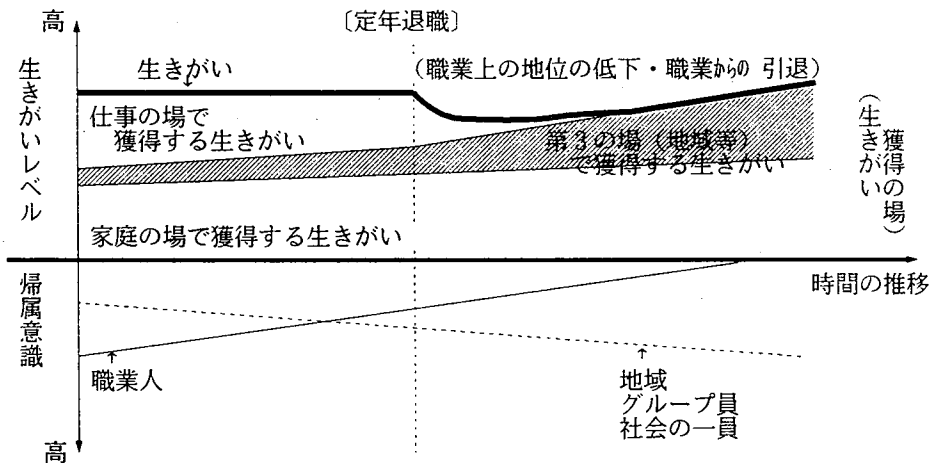 高
〔定年退職〕
生きがい
(職業上の地位の低下・職業からの 引退)
生きがいレベル
仕事の場で
獲得する生きがい
第3の場(地域等)
で獲得する生きがい
(生きがい
獲得の場)
家庭の場で獲得する生きがい
時間の推移
帰属意識
職業人
地域
グループ員
社会の一員
高